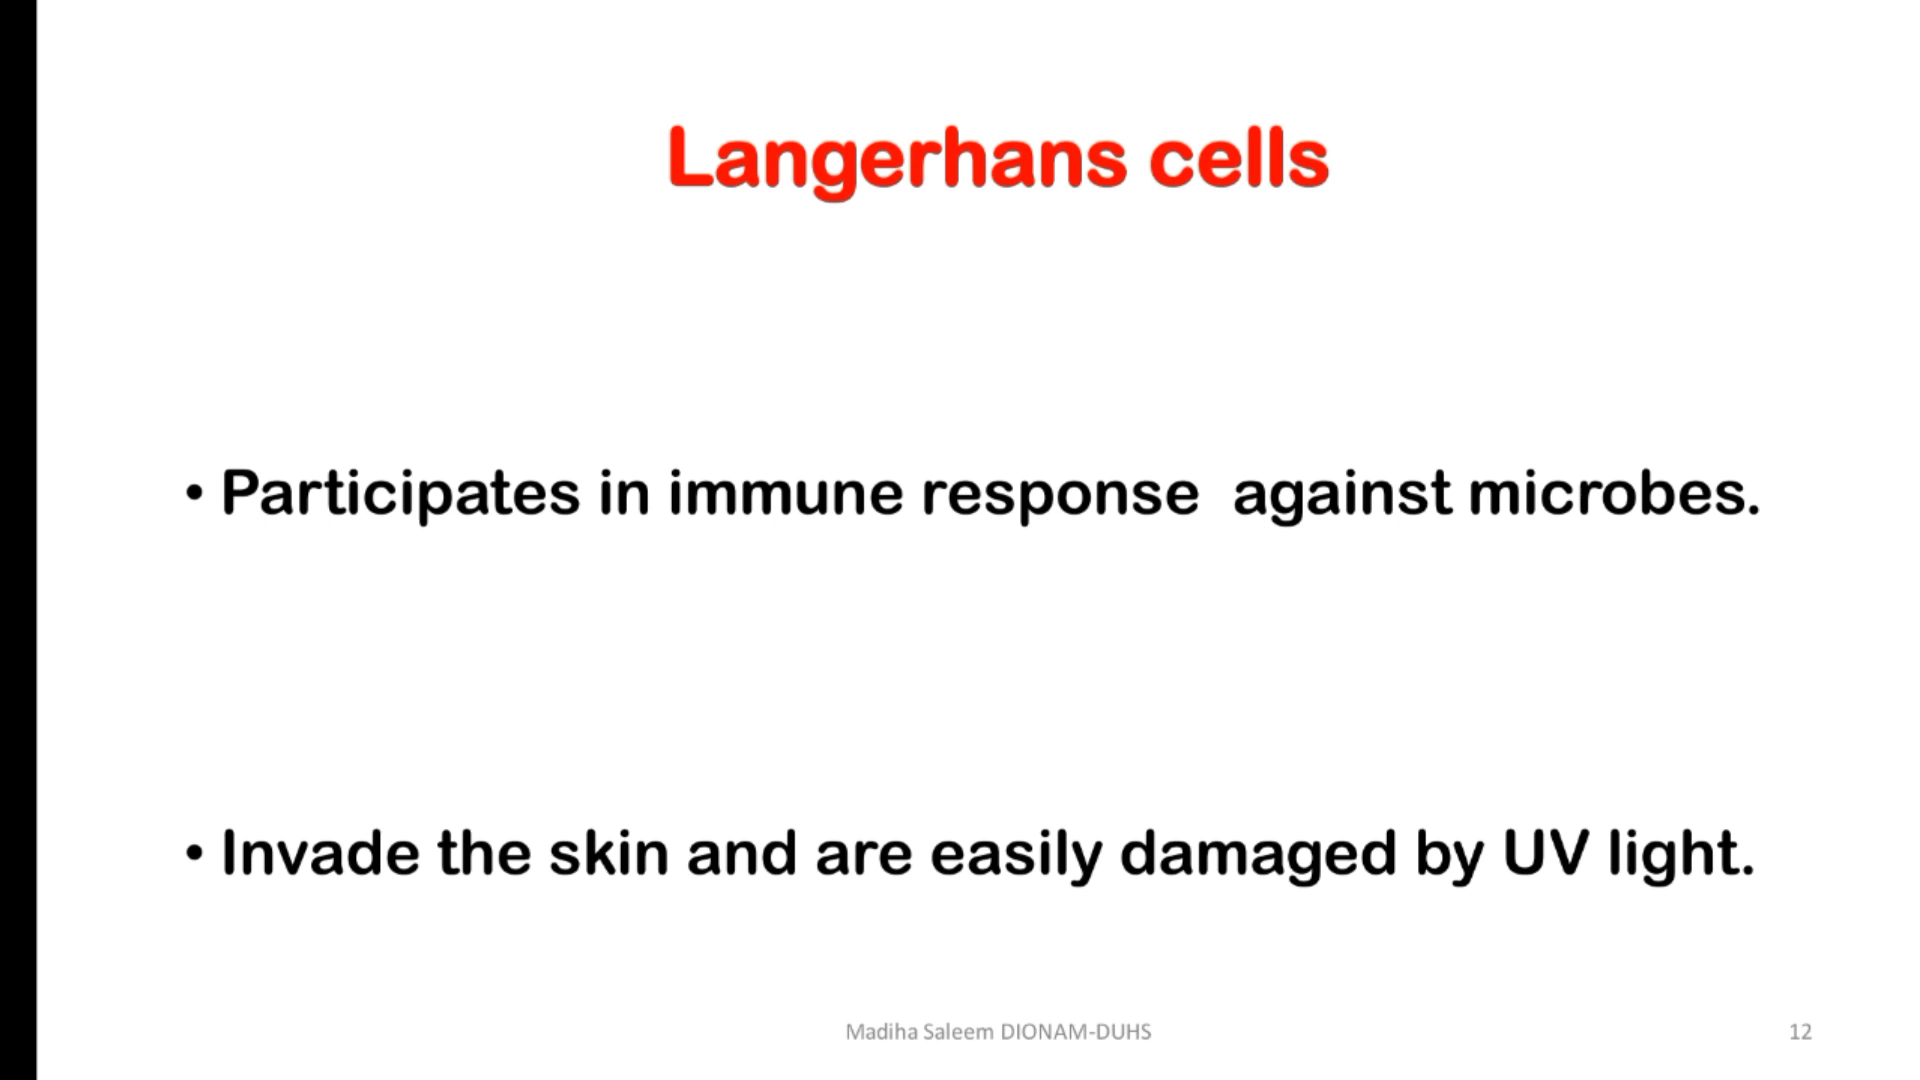 Langerhans cells
• Participates in immune response  against microbes.
• Invade the skin and are easily damaged by UV light.
Madiha Saleem DIONAM-DUHS
12